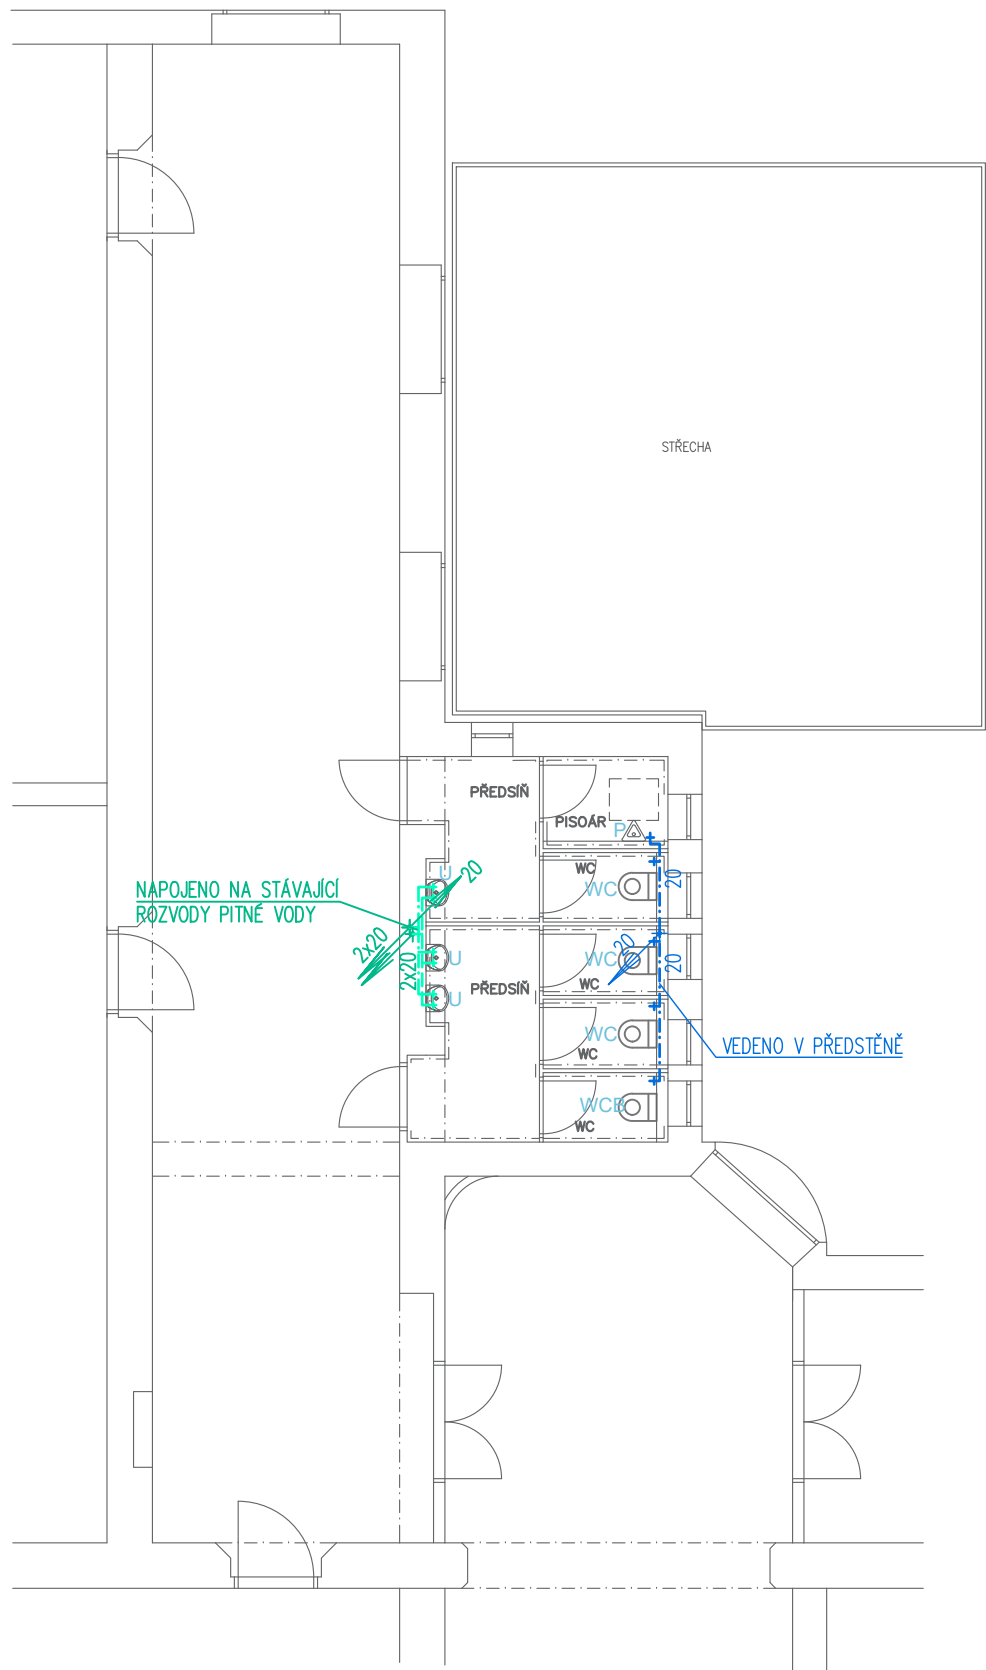 STŘECHA
PŘEDSÍŇ
PISOÁR
P
WC
WC
U
20
20
NAPOJENO NA STÁVAJÍCÍ
ROZVODY PITNÉ VODY
2x20
2x20
U
U
PŘEDSÍŇ
WC
WC
20
20
WC
WC
VEDENO V PŘEDSTĚNĚ
WCB
WC